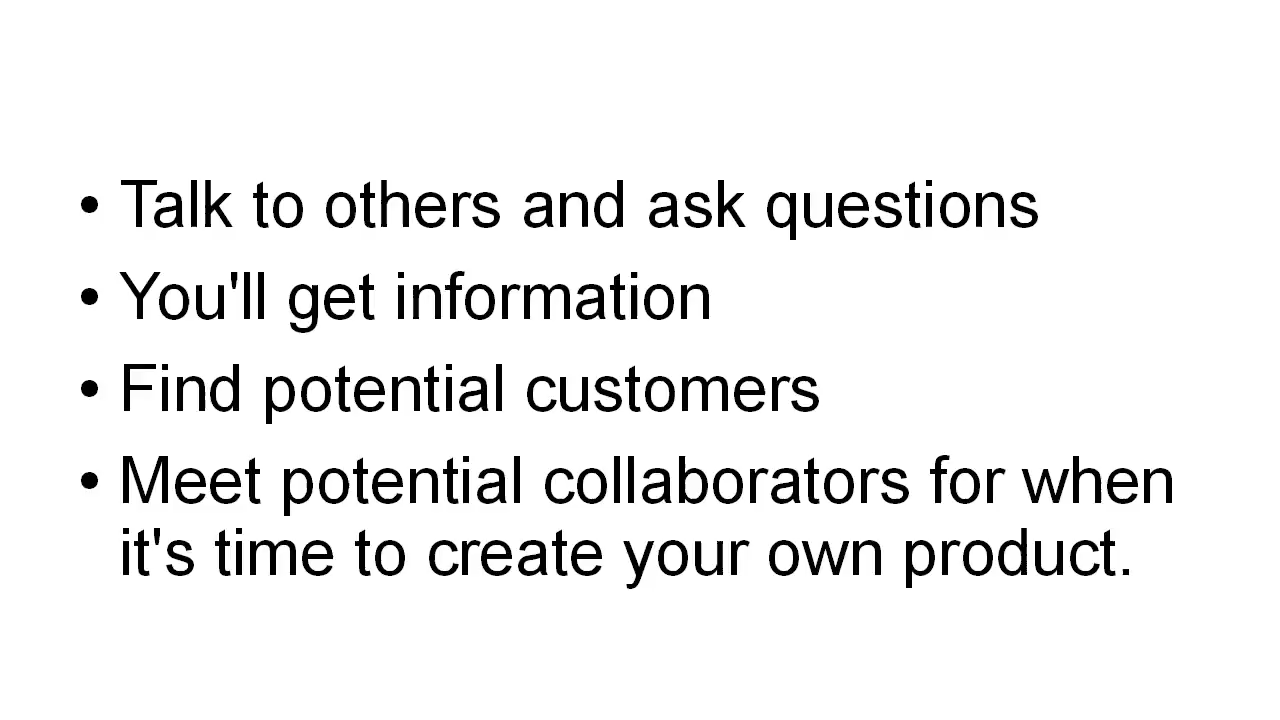 • Talk to others and ask questions
• You'll get information
• Find potential customers
• Meet potential collaborators for when
it's time to create your own product.